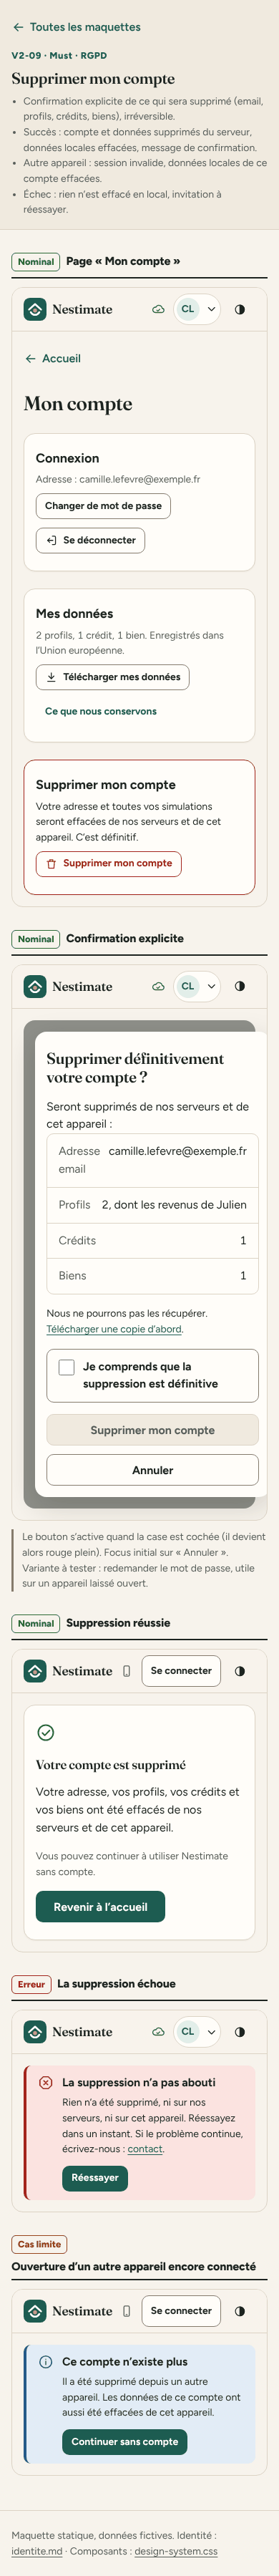 ← Toutes les maquettes
V2-09 · Must · RGPD
Supprimer mon compte
• Confirmation explicite de ce qui sera supprimé (email,
profils, crédits, biens), irréversible.
• Succès : compte et données supprimés du serveur,
données locales effacées, message de confirmation.
• Autre appareil : session invalide, données locales de ce
compte effacées.
• Échec : rien n’est effacé en local, invitation à
réessayer.
Nominal Page « Mon compte »
Nestimate CL
← Accueil
Mon compte
Connexion
Adresse : camille.lefevre@exemple.fr
Changer de mot de passe
Se déconnecter
Mes données
2 profils, 1 crédit, 1 bien. Enregistrés dans
l’Union européenne.
Télécharger mes données
Ce que nous conservons
Supprimer mon compte
Votre adresse et toutes vos simulations
seront effacées de nos serveurs et de cet
appareil. C’est définitif.
Supprimer mon compte
Nominal Confirmation explicite
Nestimate CL
Supprimer définitivement
votre compte ?
Seront supprimés de nos serveurs et de
cet appareil :
Adresse camille.lefevre@exemple.fr
email
Profils 2, dont les revenus de Julien
Crédits 1
Biens 1
Nous ne pourrons pas les récupérer.
Télécharger une copie d’abord.
Je comprends que la
suppression est définitive
Supprimer mon compte
Annuler
Le bouton s’active quand la case est cochée (il devient
alors rouge plein). Focus initial sur « Annuler ».
Variante à tester : redemander le mot de passe, utile
sur un appareil laissé ouvert.
Nominal Suppression réussie
Nestimate Se connecter
Votre compte est supprimé
Votre adresse, vos profils, vos crédits et
vos biens ont été effacés de nos
serveurs et de cet appareil.
Vous pouvez continuer à utiliser Nestimate
sans compte.
Revenir à l’accueil
Erreur La suppression échoue
Nestimate CL
La suppression n’a pas abouti
Rien n’a été supprimé, ni sur nos
serveurs, ni sur cet appareil. Réessayez
dans un instant. Si le problème continue,
écrivez-nous : contact.
Réessayer
Cas limite
Ouverture d’un autre appareil encore connecté
Nestimate Se connecter
Ce compte n’existe plus
Il a été supprimé depuis un autre
appareil. Les données de ce compte ont
aussi été effacées de cet appareil.
Continuer sans compte
Maquette statique, données fictives. Identité :
identite.md · Composants : design-system.css